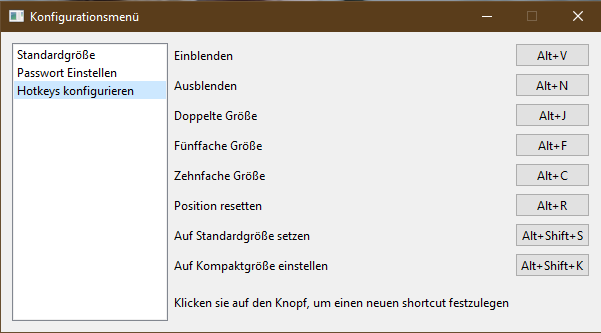 Konfigurationsmenü
Standardgröße
Passwort Einstellen
Hotkeys konfigurieren
Einblenden Alt+V
Ausblenden Alt+N
Doppelte Größe Alt+J
Fünffache Größe Alt+F
Zehnfache Größe Alt+C
Position resetten Alt+R
Auf Standardgröße setzen Alt+Shift+S
Auf Kompaktgröße einstellen Alt+Shift+K
Klicken sie auf den Knopf, um einen neuen shortcut festzulegen